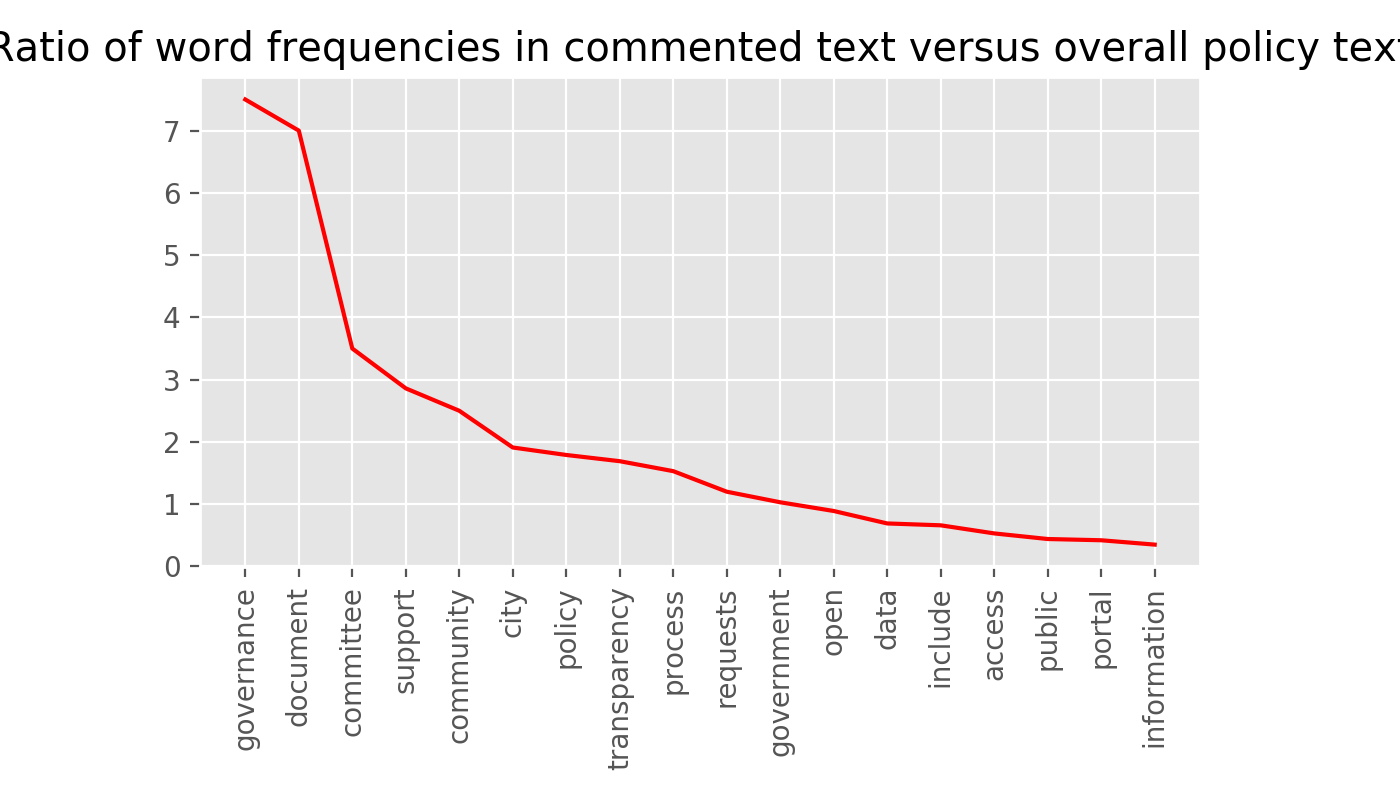 Ratio of word frequencies in commented text versus overall policy text
7
6
5
4
3
2
1
0
governance
document
committee
support
community
city
policy
transparency
process
requests
government
open
data
include
access
public
portal
information